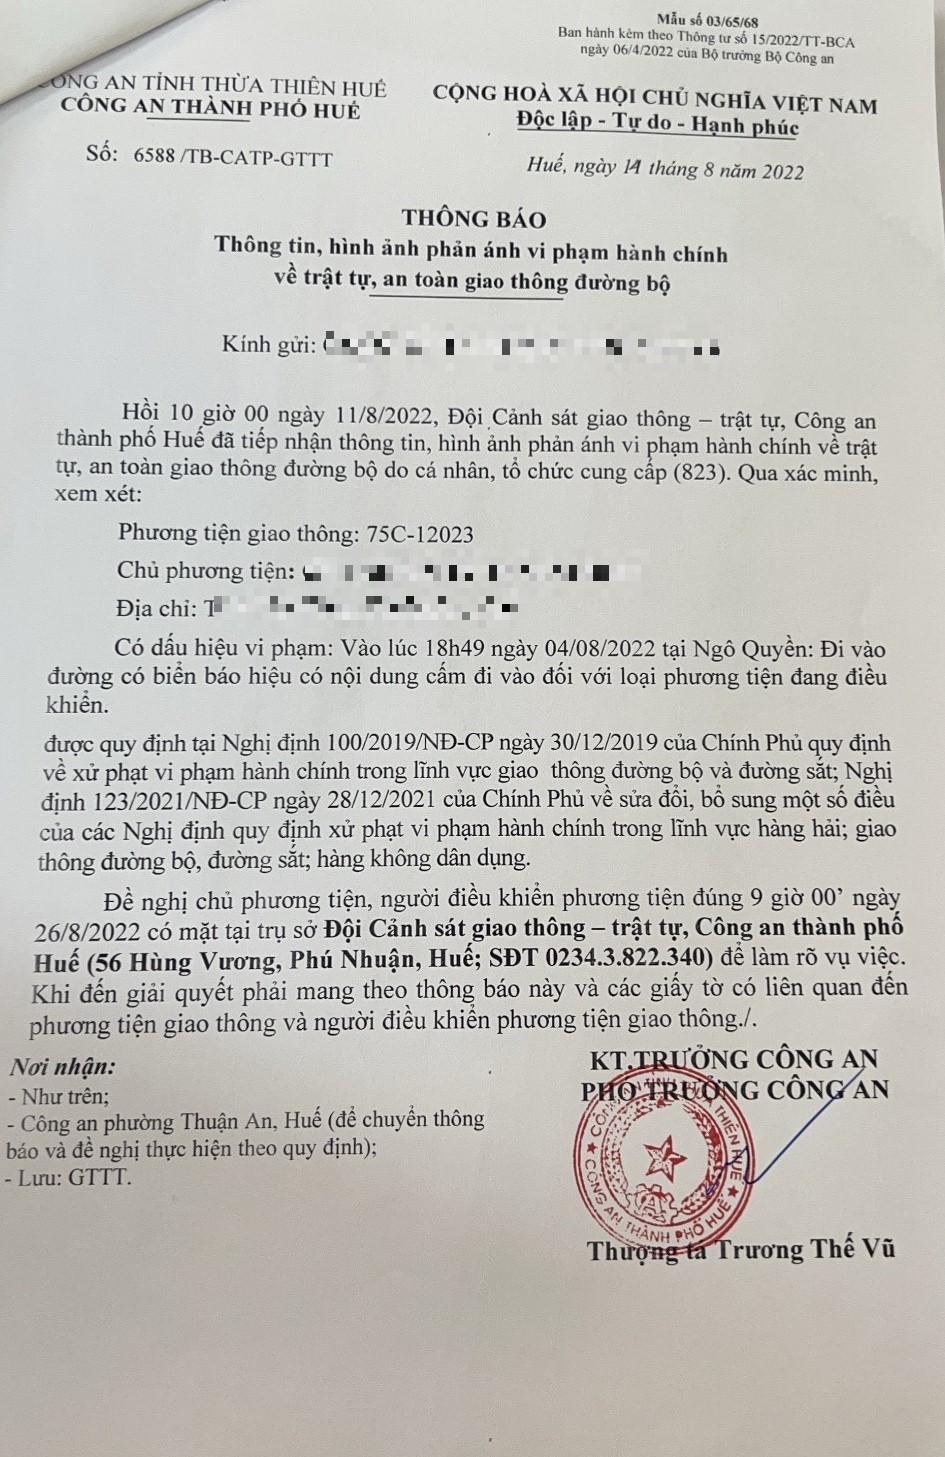 Mẫu số 03/65/68
Ban hành kèm theo Thông tư số 15/2022/TT-BCA
ngày 06/4/2022 của Bộ trưởng Bộ Công an
CÔNG AN TỈNH THỪA THIÊN HUẾ
CÔNG AN THÀNH PHỐ HUẾ
CỘNG HOÀ XÃ HỘI CHỦ NGHĨA VIỆT NAM
Độc lập - Tự do - Hạnh phúc
Số: 6588 /TB-CATP-GTTT
Huế, ngày 11 tháng 8 năm 2022
THÔNG BÁO
Thông tin, hình ảnh phản ánh vi phạm hành chính
về trật tự, an toàn giao thông đường bộ
Kính gửi:
Hồi 10 giờ 00 ngày 11/8/2022, Đội Cảnh sát giao thông – trật tự, Công an
thành phố Huế đã tiếp nhận thông tin, hình ảnh phản ánh vi phạm hành chính về trật
tự, an toàn giao thông đường bộ do cá nhân, tổ chức cung cấp (823). Qua xác minh,
xem xét:
Phương tiện giao thông: 75C-12023
Chủ phương tiện:
Địa chỉ: T
Có dấu hiệu vi phạm: Vào lúc 18h49 ngày 04/08/2022 tại Ngô Quyền: Đi vào
đường có biển báo hiệu có nội dung cấm đi vào đối với loại phương tiện đang điều
khiển.
được quy định tại Nghị định 100/2019/NĐ-CP ngày 30/12/2019 của Chính Phủ quy định
về xử phạt vi phạm hành chính trong lĩnh vực giao thông đường bộ và đường sắt; Nghị
định 123/2021/NĐ-CP ngày 28/12/2021 của Chính Phủ về sửa đổi, bổ sung một số điều
của các Nghị định quy định xử phạt vi phạm hành chính trong lĩnh vực hàng hải; giao
thông đường bộ, đường sắt; hàng không dân dụng.
Đề nghị chủ phương tiện, người điều khiển phương tiện đúng 9 giờ 00’ ngày
26/8/2022 có mặt tại trụ sở Đội Cảnh sát giao thông – trật tự, Công an thành phố
Huế (56 Hùng Vương, Phú Nhuận, Huế; SĐT 0234.3.822.340) để làm rõ vụ việc.
Khi đến giải quyết phải mang theo thông báo này và các giấy tờ có liên quan đến
phương tiện giao thông và người điều khiển phương tiện giao thông./.
Nơi nhận:
- Như trên;
- Công an phường Thuận An, Huế (để chuyển thông
báo và đề nghị thực hiện theo quy định);
- Lưu: GTTT.
KT.TRƯỞNG CÔNG AN
PHÓ TRƯỞNG CÔNG AN
CÔNG AN TỈNH THỪA THIÊN HUẾ
CÔNG AN THÀNH PHỐ HUẾ
Thượng tá Trương Thế Vũ